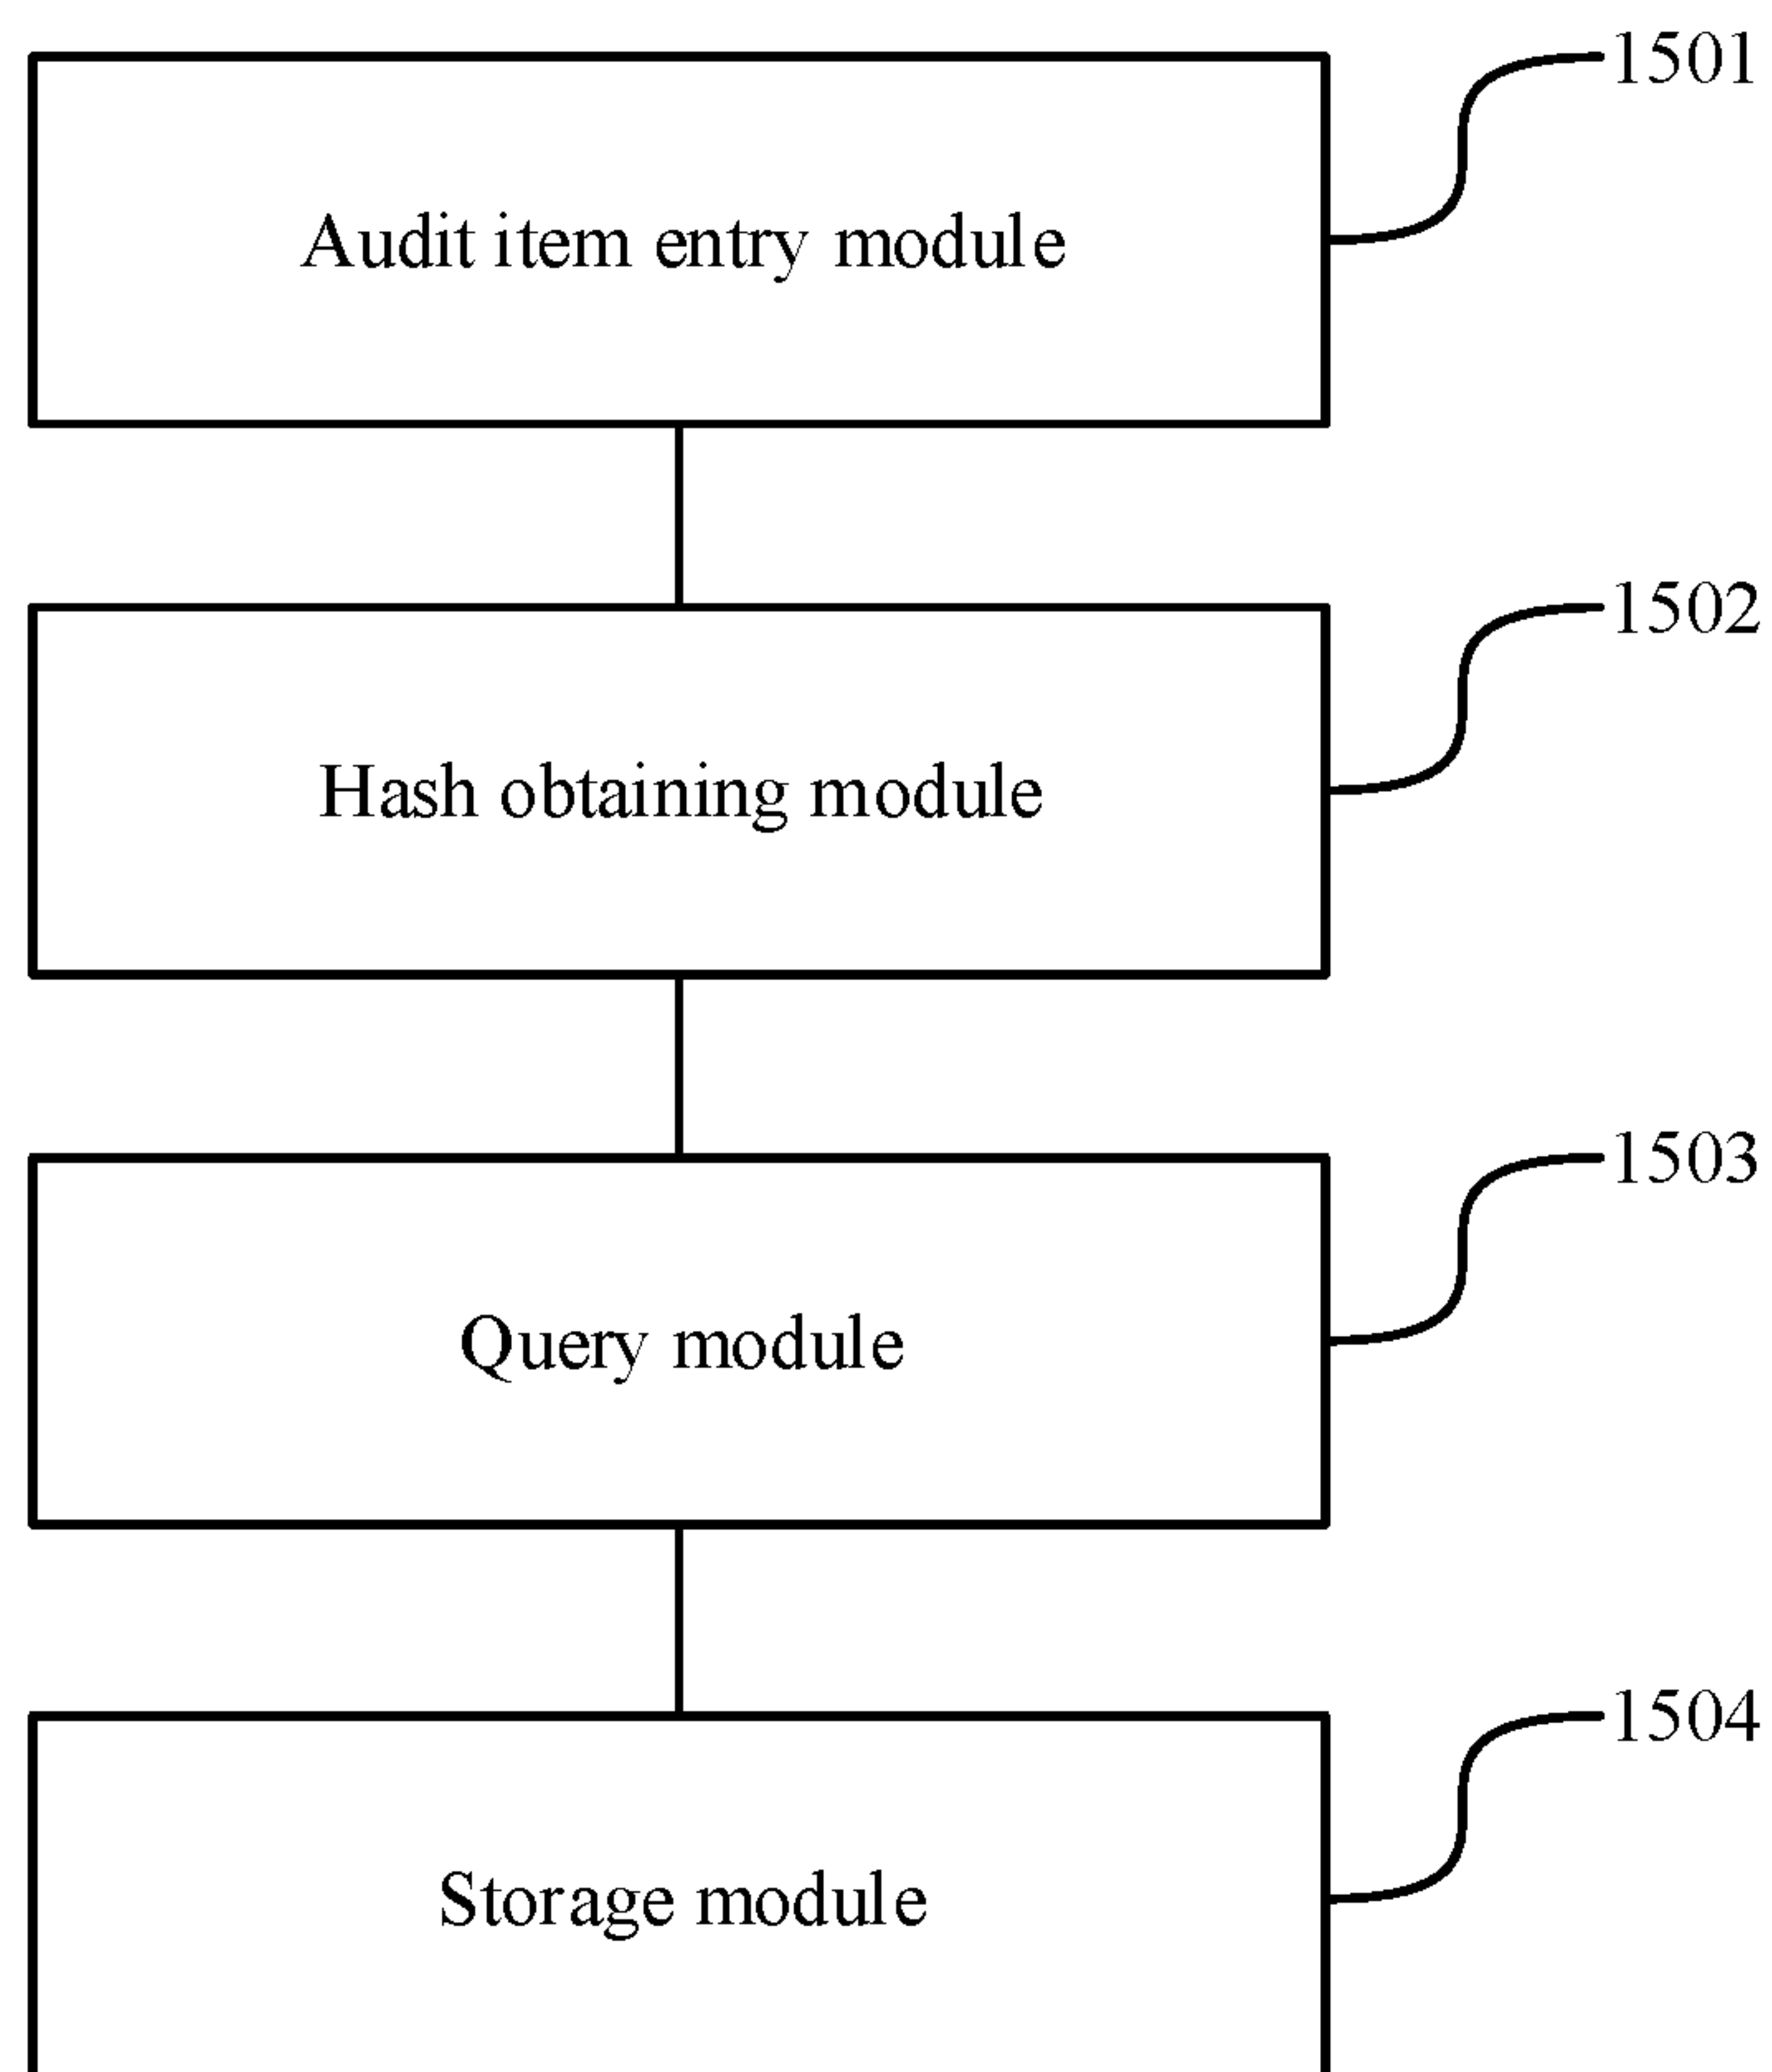 1501
Audit item entry module
1502
Hash obtaining module
1503
Query module
1504
Storage module